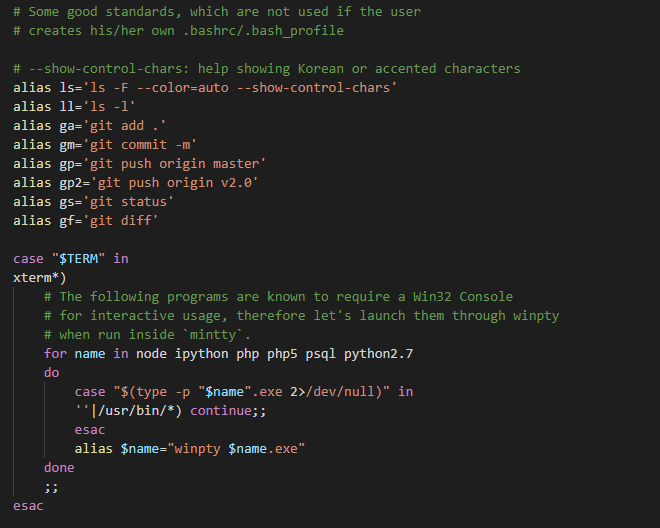 # Some good standards, which are not used if the user
# creates his/her own .bashrc/.bash_profile
# --show-control-chars: help showing Korean or accented characters
alias ls='ls -F --color=auto --show-control-chars'
alias ll='ls -l'
alias ga='git add .'
alias gm='git commit -m'
alias gp='git push origin master'
alias gp2='git push origin v2.0'
alias gs='git status'
alias gf='git diff'
case "$TERM" in
xterm*)
# The following programs are known to require a Win32 Console
# for interactive usage, therefore let's launch them through winpty
# when run inside `mintty`.
for name in node ipython php php5 psql python2.7
do
case "$(type -p "$name".exe 2>/dev/null)" in
''|/usr/bin/*) continue;;
esac
alias $name="winpty $name.exe"
done
;;
esac